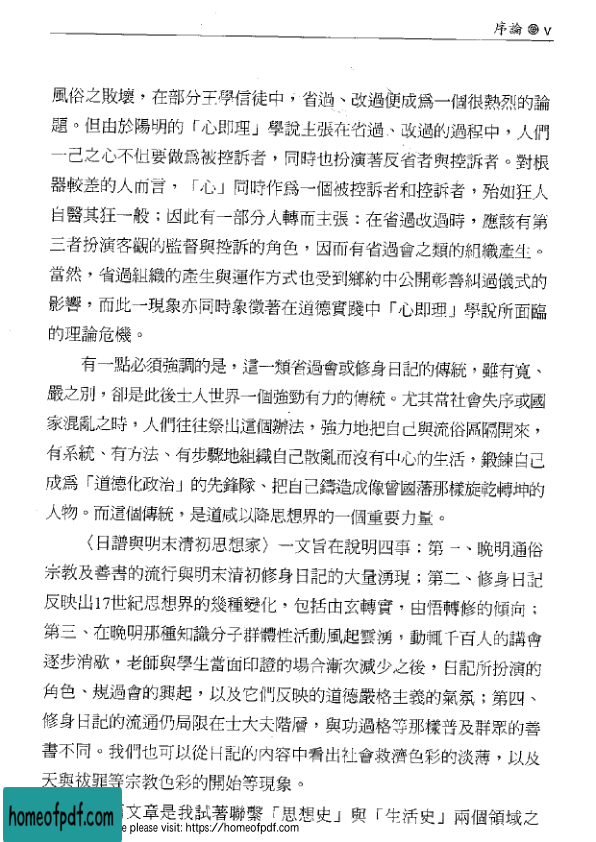 序論 v
風俗之敗壞，在部分王學信徒中，省過、改過便成爲一個很熱烈的論
題。但由於陽明的「心即理」學說主張在省過、改過的過程中，人們
一己之心不但要做爲被控訴者，同時也扮演著反省者與控訴者。對根
器較差的人而言，「心」同時作爲一個被控訴者和控訴者，殆如狂人
自醫其狂一般；因此有一部分人轉而主張：在省過改過時，應該有第
三者扮演客觀的監督與控訴的角色，因而有省過會之類的組織產生。
當然，省過組織的產生與運作方式也受到鄉約中公開彰善糾過儀式的
影響，而此一現象亦同時象徵著在道德實踐中「心即理」學說所面臨
的理論危機。
有一點必須強調的是，這一類省過會或修身日記的傳統，雖有寬、
嚴之別，卻是此後士人世界一個強勁有力的傳統。尤其當社會失序或國
家混亂之時，人們往往祭出這個辦法，強力地把自己與流俗區隔開來，
有系統、有方法、有步驟地組織自己散亂而沒有中心的生活，鍛鍊自己
成爲「道德化政治」的先鋒隊、把自己鑄造成像曾國藩那樣旋乾轉坤的
人物。而這個傳統，是道咸以降思想界的一個重要力量。
〈日譜與明末清初思想家〉一文旨在說明四事：第一、晚明通俗
宗教及善書的流行與明末清初修身日記的大量湧現；第二、修身日記
反映出17世紀思想界的幾種變化，包括由玄轉實，由悟轉修的傾向；
第三、在晚明那種知識分子群體性活動風起雲湧，動輒千百人的講會
逐步消歇，老師與學生當面印證的場合漸次減少之後，日記所扮演的
角色、規過會的興起，以及它們反映的道德嚴格主義的氣氛；第四、
修身日記的流通仍局限在士大夫階層，與功過格等那樣普及群眾的善
書不同。我們也可以從日記的內容中看出社會救濟色彩的淡薄，以及
天與祓罪等宗教色彩的開始等現象。
文章是我試著聯繫「思想史」與「生活史」兩個領域之
homeofpdf.com
e please visit: https://homeofpdf.com